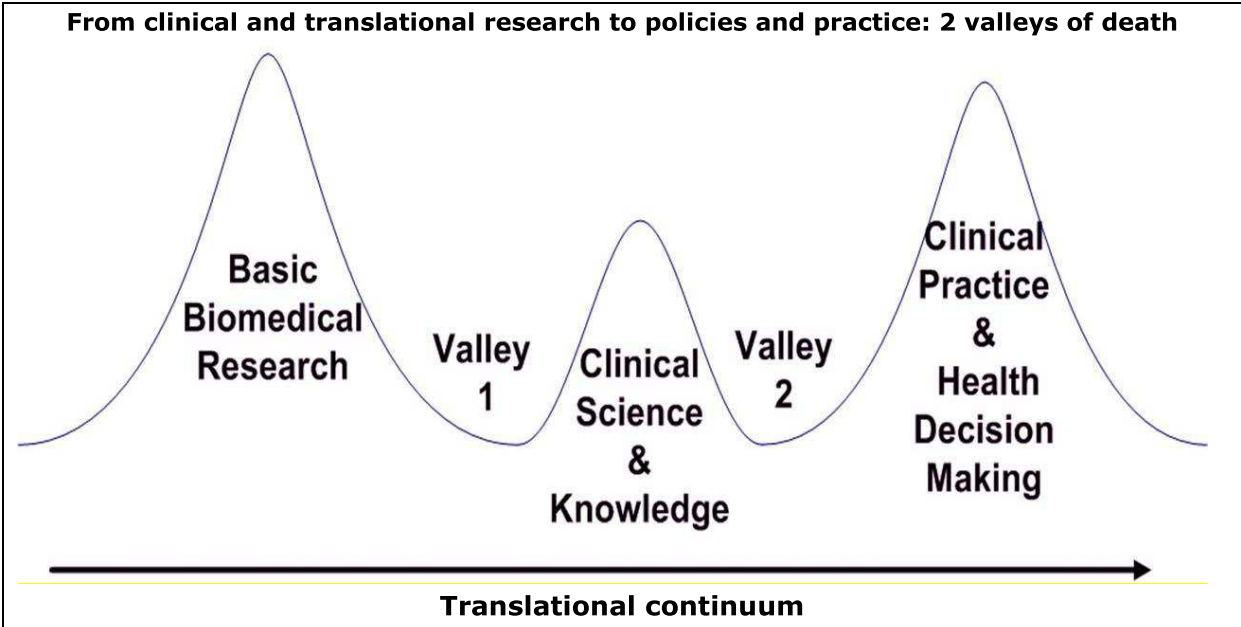 From clinical and translational research to policies and practice: 2 valleys of death
Basic
Biomedical
Research
Valley
1
Clinical
Science
&
Knowledge
Valley
2
Clinical
Practice
&
Health
Decision
Making
Translational continuum